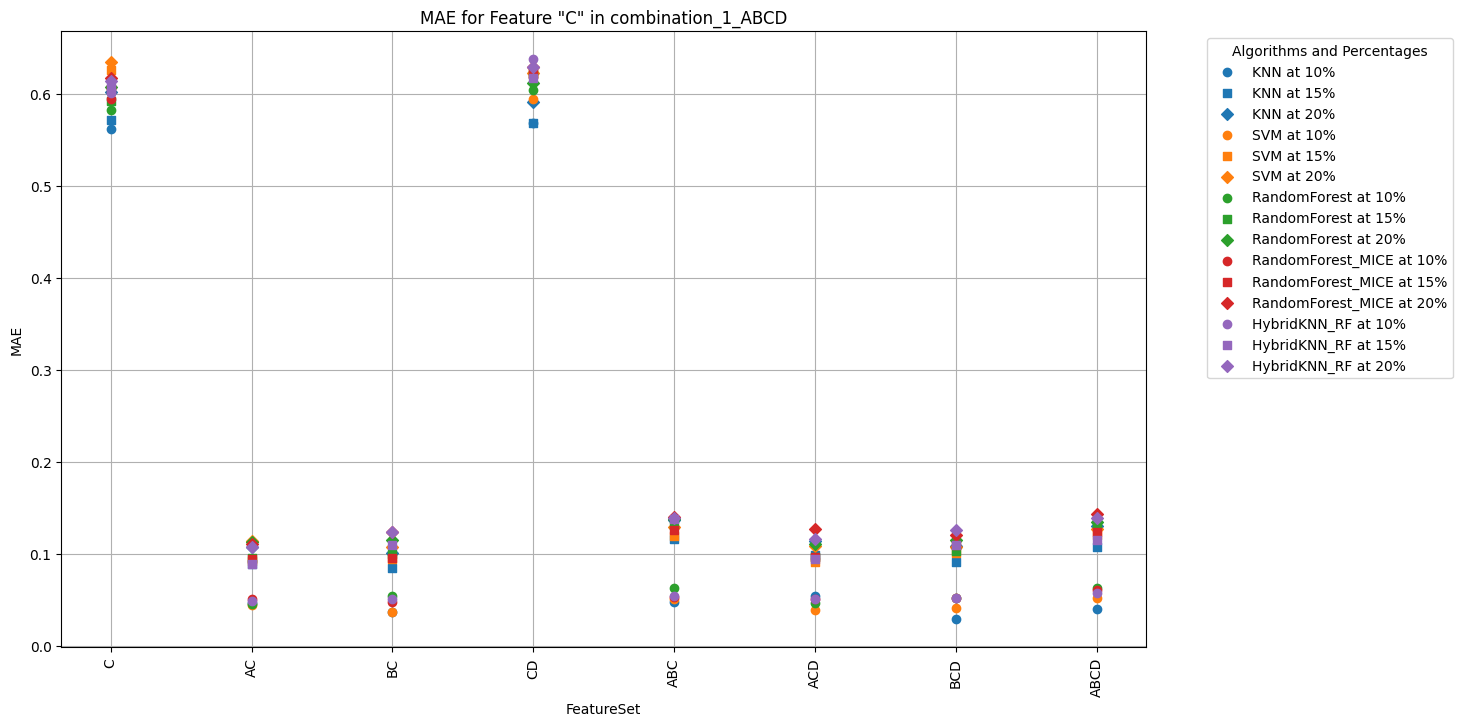 MAE for Feature "C" in combination_1_ABCD
MAE
0.6
0.5
0.4
0.3
0.2
0.1
0.0
C
AC
BC
CD
ABC
ACD
BCD
ABCD
FeatureSet
Algorithms and Percentages
KNN at 10%
KNN at 15%
KNN at 20%
SVM at 10%
SVM at 15%
SVM at 20%
RandomForest at 10%
RandomForest at 15%
RandomForest at 20%
RandomForest_MICE at 10%
RandomForest_MICE at 15%
RandomForest_MICE at 20%
HybridKNN_RF at 10%
HybridKNN_RF at 15%
HybridKNN_RF at 20%